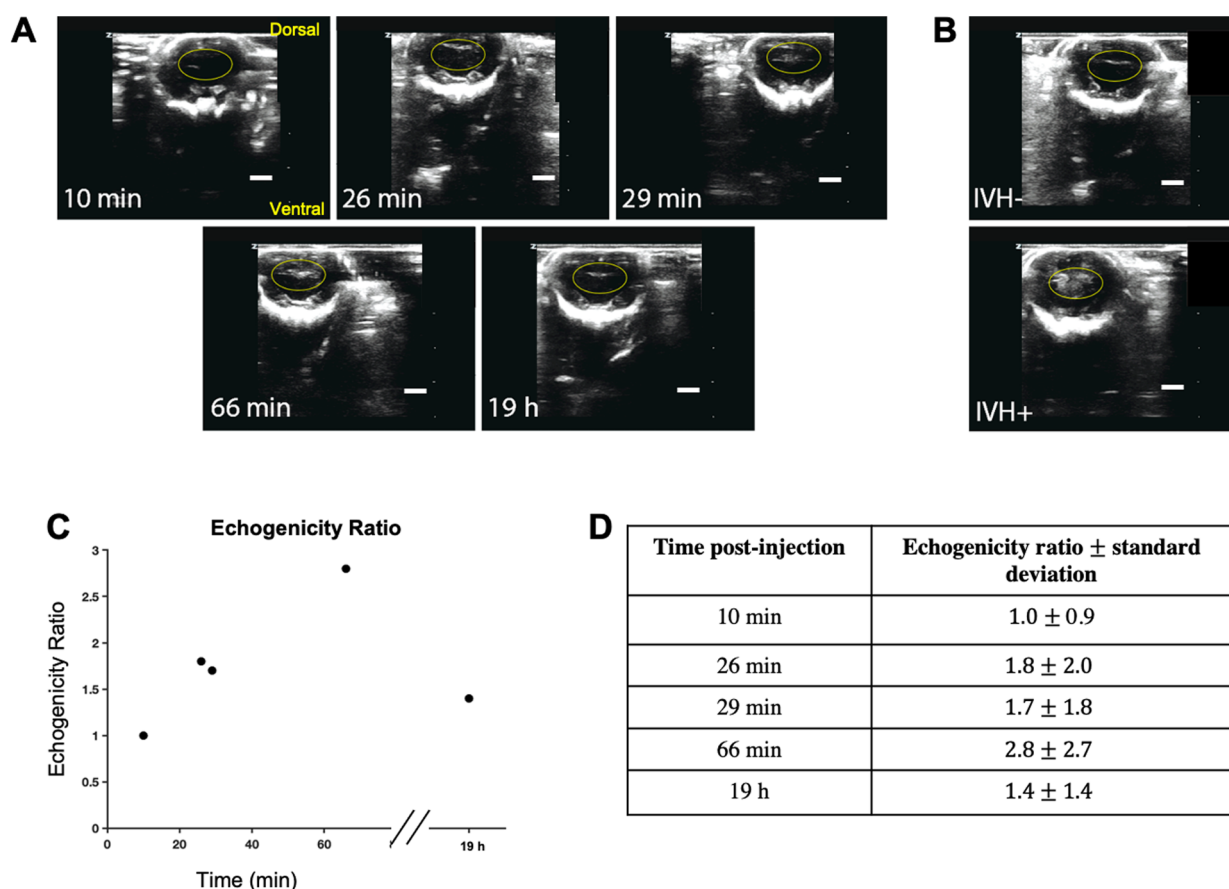 A
B
z
Dorsal
10 min
Ventral
z
26 min
z
29 min
z
IVH-
z
66 min
z
19 h
z
IVH+
C
Echogenicity Ratio
Echogenicity Ratio
3
2.5
2
1.5
1
0.5
0
0 20 40 60 19 h
Time (min)
D
Time post-injection Echogenicity ratio ± standard
deviation
10 min 1.0 ± 0.9
26 min 1.8 ± 2.0
29 min 1.7 ± 1.8
66 min 2.8 ± 2.7
19 h 1.4 ± 1.4